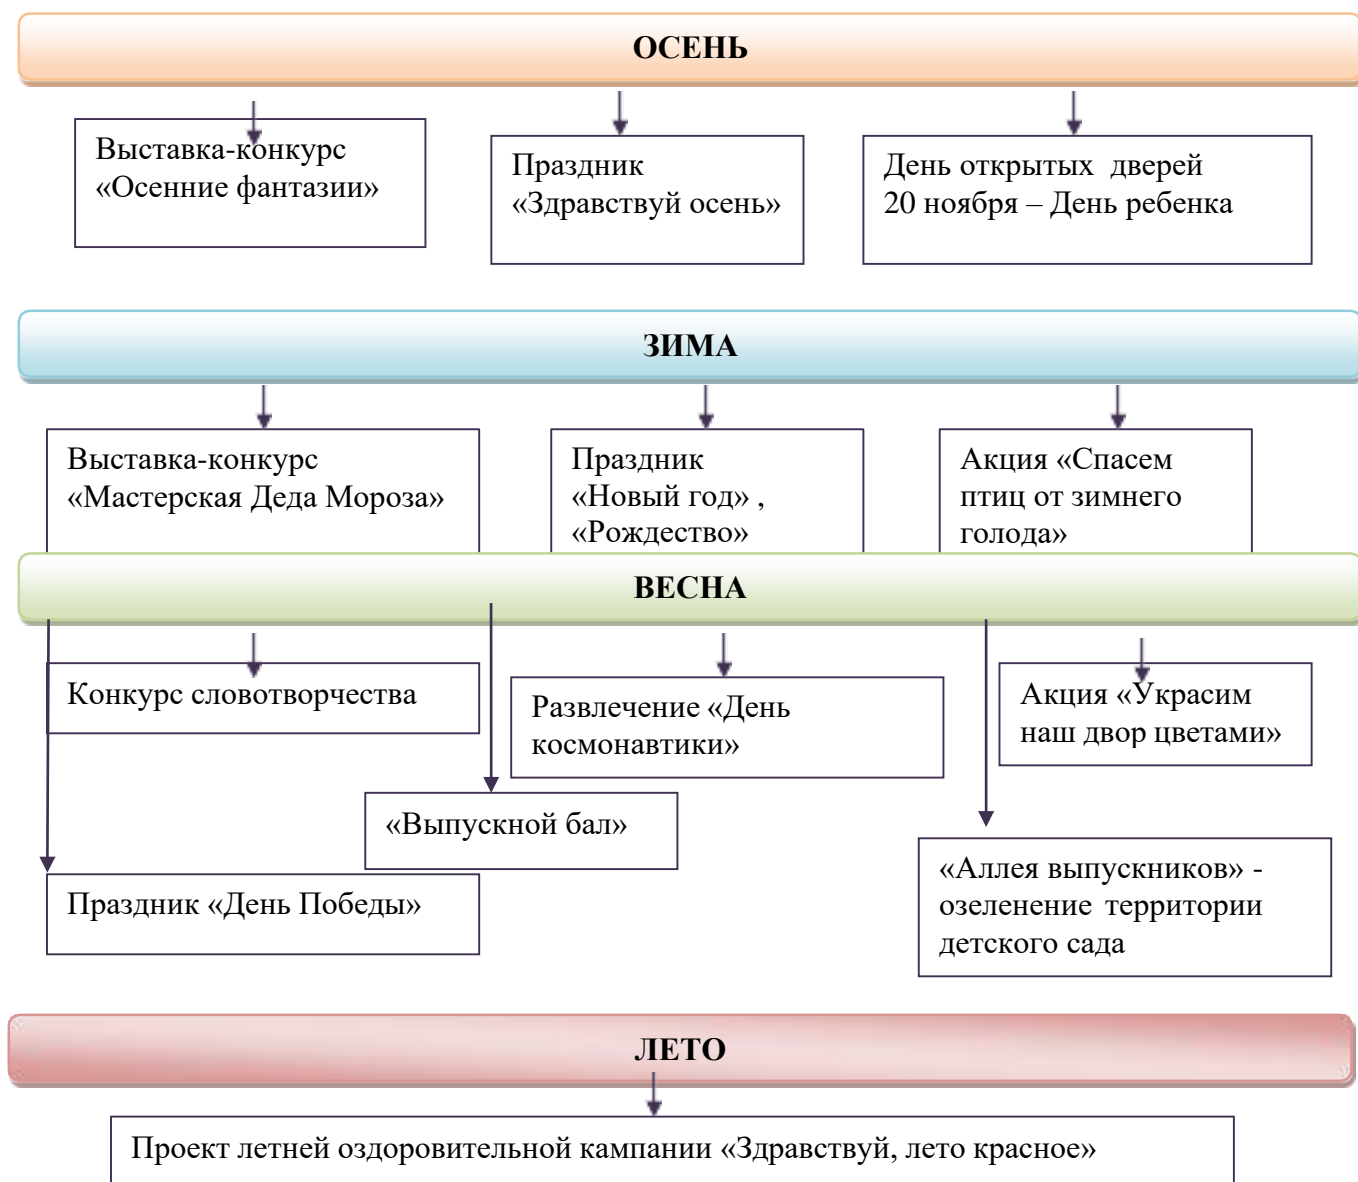 ОСЕНЬ
Выставка-конкурс
«Осенние фантазии»
Праздник
«Здравствуй осень»
День открытых дверей
20 ноября – День ребенка
ЗИМА
Выставка-конкурс
«Мастерская Деда Мороза»
Праздник
«Новый год» ,
«Рождество»
Акция «Спасем
птиц от зимнего
голода»
ВЕСНА
Конкурс словотворчества
Развлечение «День
космонавтики»
Акция «Украсим
наш двор цветами»
«Выпускной бал»
Праздник «День Победы»
«Аллея выпускников» -
озеленение территории
детского сада
ЛЕТО
Проект летней оздоровительной кампании «Здравствуй, лето красное»